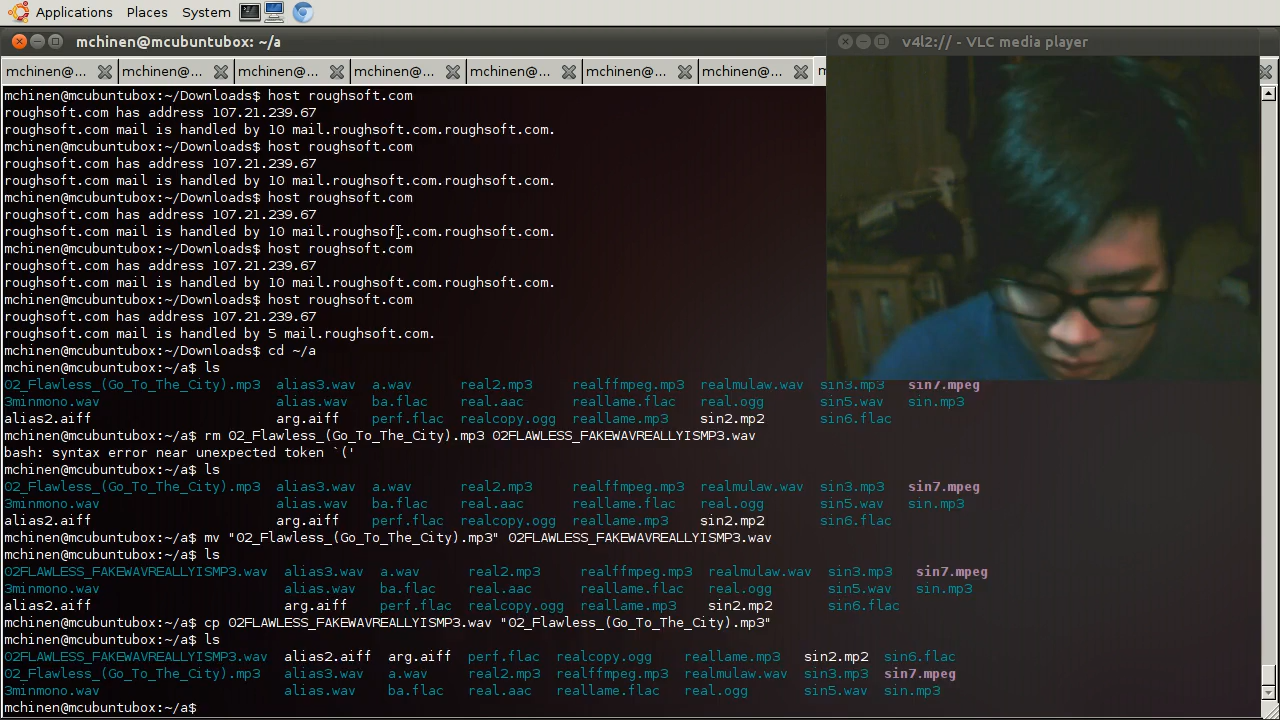 Applications Places System
mchinen@mcubuntubox: ~/a
v4l2:// - VLC media player
mchinen@... mchinen@... mchinen@... mchinen@... mchinen@... mchinen@... mchinen@...
mchinen@mcubuntubox:~/Downloads$ host roughsoft.com
roughsoft.com has address 107.21.239.67
roughsoft.com mail is handled by 10 mail.roughsoft.com.roughsoft.com.
mchinen@mcubuntubox:~/Downloads$ host roughsoft.com
roughsoft.com has address 107.21.239.67
roughsoft.com mail is handled by 10 mail.roughsoft.com.roughsoft.com.
mchinen@mcubuntubox:~/Downloads$ host roughsoft.com
roughsoft.com has address 107.21.239.67
roughsoft.com mail is handled by 10 mail.roughsoft.com.roughsoft.com.
mchinen@mcubuntubox:~/Downloads$ host roughsoft.com
roughsoft.com has address 107.21.239.67
roughsoft.com mail is handled by 10 mail.roughsoft.com.roughsoft.com.
mchinen@mcubuntubox:~/Downloads$ host roughsoft.com
roughsoft.com has address 107.21.239.67
roughsoft.com mail is handled by 5 mail.roughsoft.com.
mchinen@mcubuntubox:~/Downloads$ cd ~/a
mchinen@mcubuntubox:~/a$ ls
02_Flawless_(Go_To_The_City).mp3 alias3.wav a.wav real2.mp3 realffmpeg.mp3 realmulaw.wav sin3.mp3 sin7.mpeg
3minmono.wav alias.wav ba.flac real.aac reallame.flac real.ogg sin5.wav sin.mp3
alias2.aiff arg.aiff perf.flac realcopy.ogg reallame.mp3 sin2.mp2 sin6.flac
mchinen@mcubuntubox:~/a$ rm 02_Flawless_(Go_To_The_City).mp3 02FLAWLESS_FAKEWAVREALLYISMP3.wav
bash: syntax error near unexpected token `('
mchinen@mcubuntubox:~/a$ ls
02_Flawless_(Go_To_The_City).mp3 alias3.wav a.wav real2.mp3 realffmpeg.mp3 realmulaw.wav sin3.mp3 sin7.mpeg
3minmono.wav alias.wav ba.flac real.aac reallame.flac real.ogg sin5.wav sin.mp3
alias2.aiff arg.aiff perf.flac realcopy.ogg reallame.mp3 sin2.mp2 sin6.flac
mchinen@mcubuntubox:~/a$ mv "02_Flawless_(Go_To_The_City).mp3" 02FLAWLESS_FAKEWAVREALLYISMP3.wav
mchinen@mcubuntubox:~/a$ ls
02FLAWLESS_FAKEWAVREALLYISMP3.wav alias3.wav a.wav real2.mp3 realffmpeg.mp3 realmulaw.wav sin3.mp3 sin7.mpeg
3minmono.wav alias.wav ba.flac real.aac reallame.flac real.ogg sin5.wav sin.mp3
alias2.aiff arg.aiff perf.flac realcopy.ogg reallame.mp3 sin2.mp2 sin6.flac
mchinen@mcubuntubox:~/a$ cp 02FLAWLESS_FAKEWAVREALLYISMP3.wav "02_Flawless_(Go_To_The_City).mp3"
mchinen@mcubuntubox:~/a$ ls
02FLAWLESS_FAKEWAVREALLYISMP3.wav alias2.aiff arg.aiff perf.flac realcopy.ogg reallame.mp3 sin2.mp2 sin6.flac
02_Flawless_(Go_To_The_City).mp3 alias3.wav a.wav real2.mp3 realffmpeg.mp3 realmulaw.wav sin3.mp3 sin7.mpeg
3minmono.wav alias.wav ba.flac real.aac reallame.flac real.ogg sin5.wav sin.mp3
mchinen@mcubuntubox:~/a$